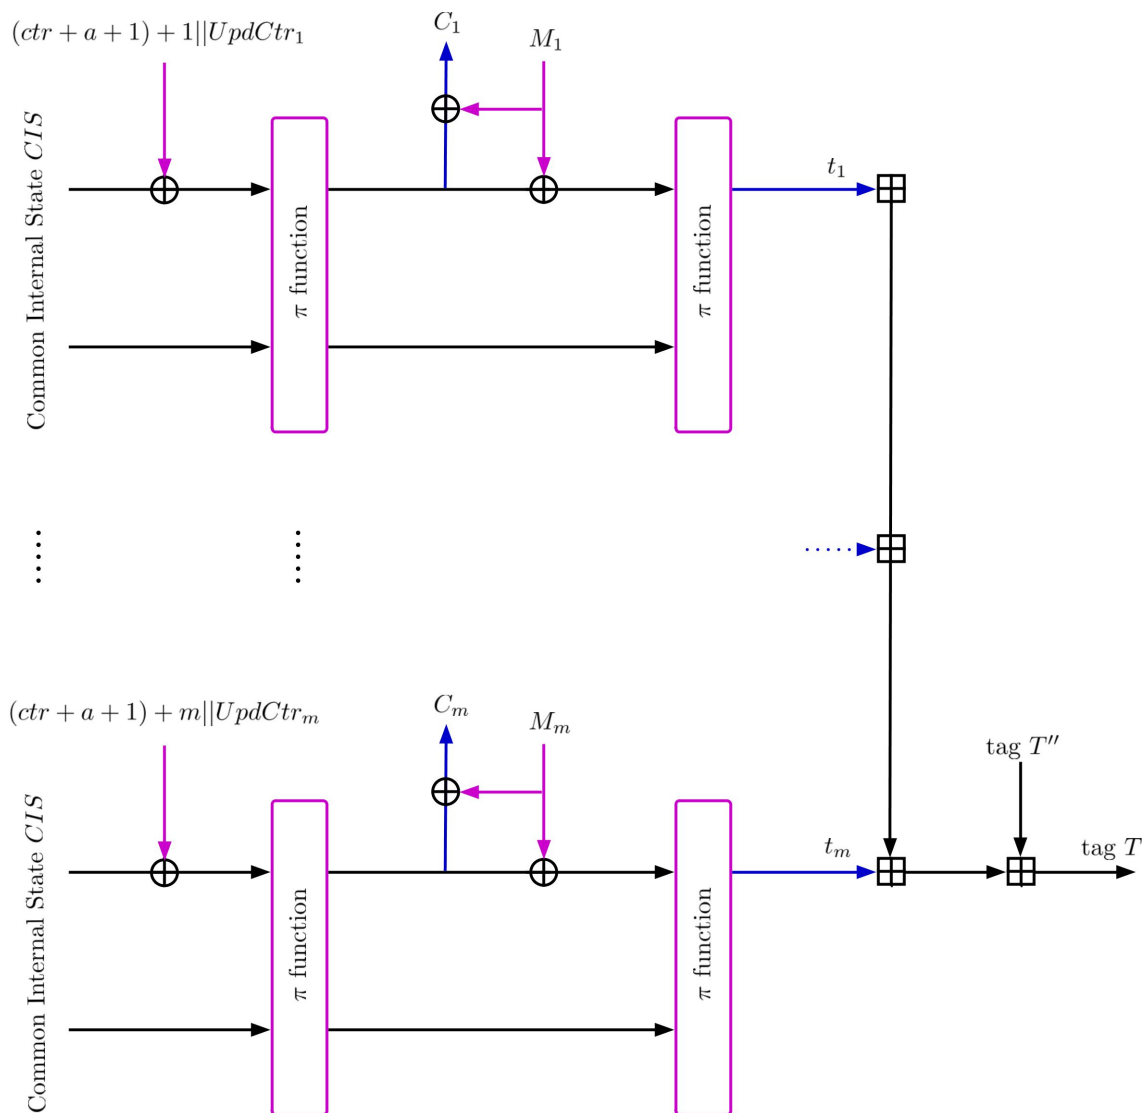 (ctr + a + 1) + 1||UpdCtr₁
C₁
M₁
Common Internal State CIS
π function
π function
t₁
(ctr + a + 1) + m||UpdCtrₘ
Cₘ
Mₘ
tag T′′
Common Internal State CIS
π function
π function
tₘ
tag T